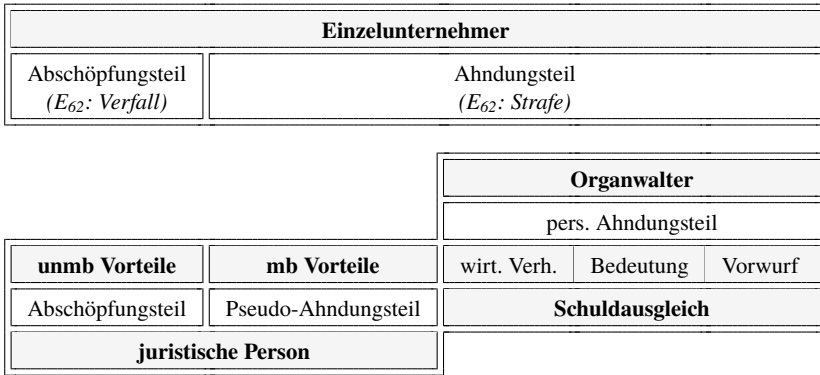 Einzelunternehmer
Abschöpfungsteil Ahndungsteil
(E₆₂: Verfall) (E₆₂: Strafe)
Organwalter
pers. Ahndungsteil
unmb Vorteile mb Vorteile wirt. Verh. Bedeutung Vorwurf
Abschöpfungsteil Pseudo-Ahndungsteil Schuldausgleich
juristische Person